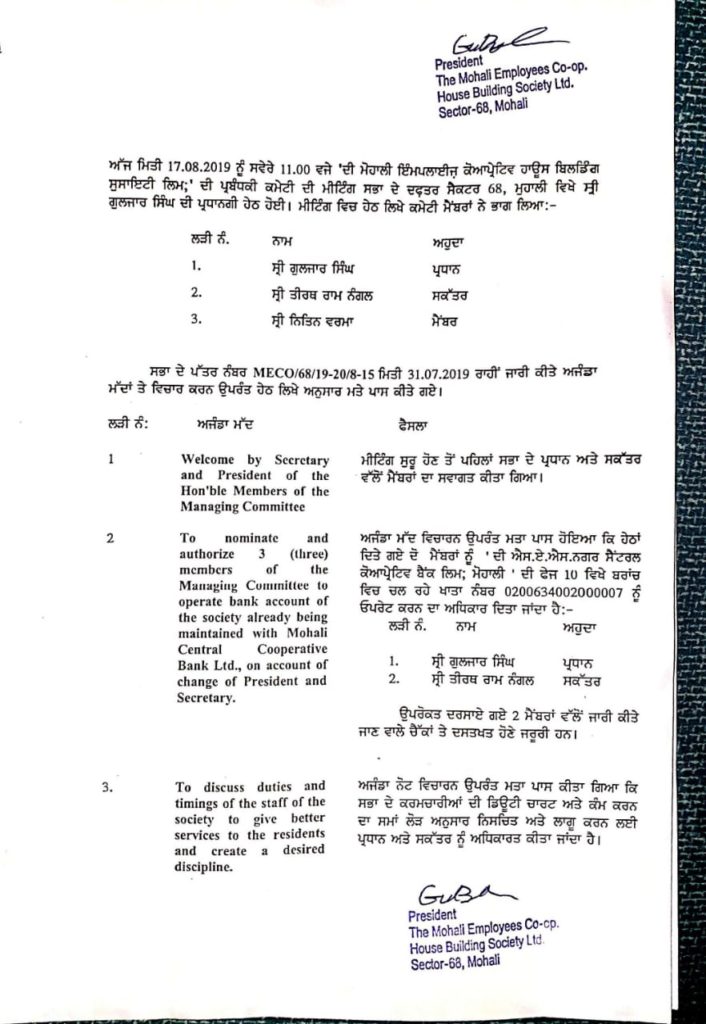 President
The Mohali Employees Co-op.
House Building Society Ltd.
Sector-68, Mohali
ਅੱਜ ਮਿਤੀ 17.08.2019 ਨੂੰ ਸਵੇਰੇ 11.00 ਵਜੇ 'ਦੀ ਮੋਹਾਲੀ ਇੰਮਪਲਾਈਜ਼ ਕੋਆਪ੍ਰੇਟਿਵ ਹਾਊਸ ਬਿਲਡਿੰਗ
ਸੁਸਾਇਟੀ ਲਿਮ;' ਦੀ ਪ੍ਰਬੰਧਕੀ ਕਮੇਟੀ ਦੀ ਮੀਟਿੰਗ ਸਭਾ ਦੇ ਦਫਤਰ ਸੈਕਟਰ 68, ਮੁਹਾਲੀ ਵਿਖੇ ਸ੍ਰੀ
ਗੁਲਜਾਰ ਸਿੰਘ ਦੀ ਪ੍ਰਧਾਨਗੀ ਹੇਠ ਹੋਈ। ਮੀਟਿੰਗ ਵਿਚ ਹੇਠ ਲਿਖੇ ਕਮੇਟੀ ਮੈਂਬਰਾਂ ਨੇ ਭਾਗ ਲਿਆ:-
ਲੜੀ ਨੰ. ਨਾਮ ਅਹੁਦਾ
1. ਸ੍ਰੀ ਗੁਲਜਾਰ ਸਿੰਘ ਪ੍ਰਧਾਨ
2. ਸ੍ਰੀ ਤੀਰਥ ਰਾਮ ਨੰਗਲ ਸਕੱਤਰ
3. ਸ੍ਰੀ ਨਿਤਿਨ ਵਰਮਾ ਮੈਂਬਰ
ਸਭਾ ਦੇ ਪੱਤਰ ਨੰਬਰ MECO/68/19-20/8-15 ਮਿਤੀ 31.07.2019 ਰਾਹੀਂ ਜਾਰੀ ਕੀਤੇ ਅਜੰਡਾ
ਮੱਦਾਂ ਤੇ ਵਿਚਾਰ ਕਰਨ ਉਪਰੰਤ ਹੇਠ ਲਿਖੇ ਅਨੁਸਾਰ ਮਤੇ ਪਾਸ ਕੀਤੇ ਗਏ।
ਲੜੀ ਨੰ: ਅਜੰਡਾ ਮੱਦ ਫੈਸਲਾ
1
Welcome by Secretary
and President of the
Hon'ble Members of the
Managing Committee
ਮੀਟਿੰਗ ਸੁਰੂ ਹੋਣ ਤੋਂ ਪਹਿਲਾਂ ਸਭਾ ਦੇ ਪ੍ਰਧਾਨ ਅਤੇ ਸਕੱਤਰ
ਵੱਲੋਂ ਮੈਂਬਰਾਂ ਦਾ ਸਵਾਗਤ ਕੀਤਾ ਗਿਆ।
2
To nominate and
authorize 3 (three)
members of the
Managing Committee to
operate bank account of
the society already being
maintained with Mohali
Central Cooperative
Bank Ltd., on account of
change of President and
Secretary.
ਅਜੰਡਾ ਮੱਦ ਵਿਚਾਰਨ ਉਪਰੰਤ ਮਤਾ ਪਾਸ ਹੋਇਆ ਕਿ ਹੇਠਾਂ
ਦਿਤੇ ਗਏ ਦੋ ਮੈਂਬਰਾਂ ਨੂੰ ' ਦੀ ਐਸ.ਏ.ਐਸ.ਨਗਰ ਸੈਂਟਰਲ
ਕੋਆਪ੍ਰੇਟਿਵ ਬੈਂਕ ਲਿਮ; ਮੋਹਾਲੀ ' ਦੀ ਫੇਜ 10 ਵਿਖੇ ਬਰਾਂਚ
ਵਿਚ ਚਲ ਰਹੇ ਖਾਤਾ ਨੰਬਰ 0200634002000007 ਨੂੰ
ਓਪਰੇਟ ਕਰਨ ਦਾ ਅਧਿਕਾਰ ਦਿਤਾ ਜਾਂਦਾ ਹੈ:-
ਲੜੀ ਨੰ. ਨਾਮ ਅਹੁਦਾ
1. ਸ੍ਰੀ ਗੁਲਜਾਰ ਸਿੰਘ ਪ੍ਰਧਾਨ
2. ਸ੍ਰੀ ਤੀਰਥ ਰਾਮ ਨੰਗਲ ਸਕੱਤਰ
ਉਪਰੋਕਤ ਦਰਸਾਏ ਗਏ 2 ਮੈਂਬਰਾਂ ਵੱਲੋਂ ਜਾਰੀ ਕੀਤੇ
ਜਾਣ ਵਾਲੇ ਚੈੱਕਾਂ ਤੇ ਦਸਤਖਤ ਹੋਣੇ ਜਰੂਰੀ ਹਨ।
3.
To discuss duties and
timings of the staff of the
society to give better
services to the residents
and create a desired
discipline.
ਅਜੰਡਾ ਨੋਟ ਵਿਚਾਰਨ ਉਪਰੰਤ ਮਤਾ ਪਾਸ ਕੀਤਾ ਗਿਆ ਕਿ
ਸਭਾ ਦੇ ਕਰਮਚਾਰੀਆਂ ਦੀ ਡਿਊਟੀ ਚਾਰਟ ਅਤੇ ਕੰਮ ਕਰਨ
ਦਾ ਸਮਾਂ ਲੋੜ ਅਨੁਸਾਰ ਨਿਸਚਿਤ ਅਤੇ ਲਾਗੂ ਕਰਨ ਲਈ
ਪ੍ਰਧਾਨ ਅਤੇ ਸਕੱਤਰ ਨੂੰ ਅਧਿਕਾਰਤ ਕੀਤਾ ਜਾਂਦਾ ਹੈ।
President
The Mohali Employees Co-op.
House Building Society Ltd.
Sector-68, Mohali